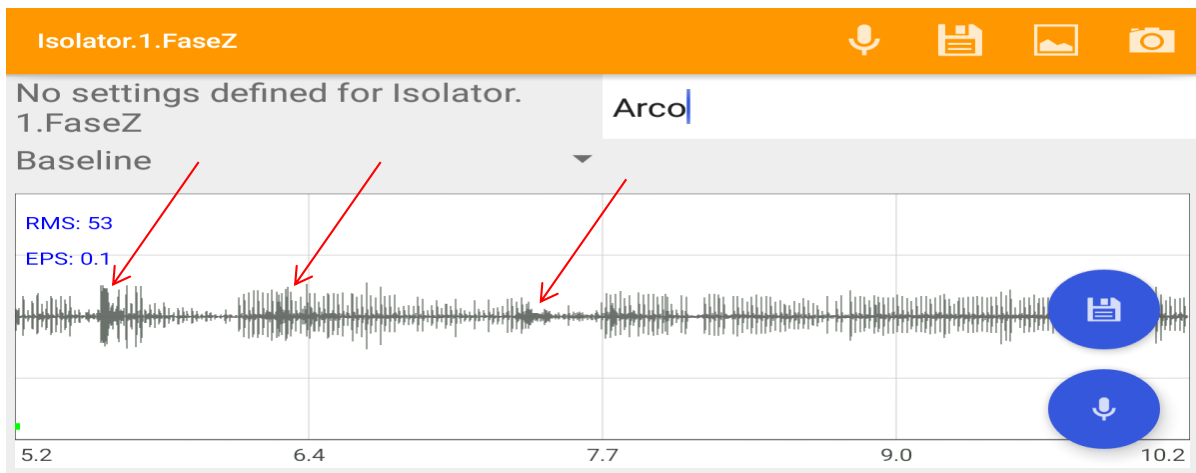 Isolator.1.FaseZ
No settings defined for Isolator.
1.FaseZ
Arco
Baseline
RMS: 53
EPS: 0.1
5.2 6.4 7.7 9.0 10.2